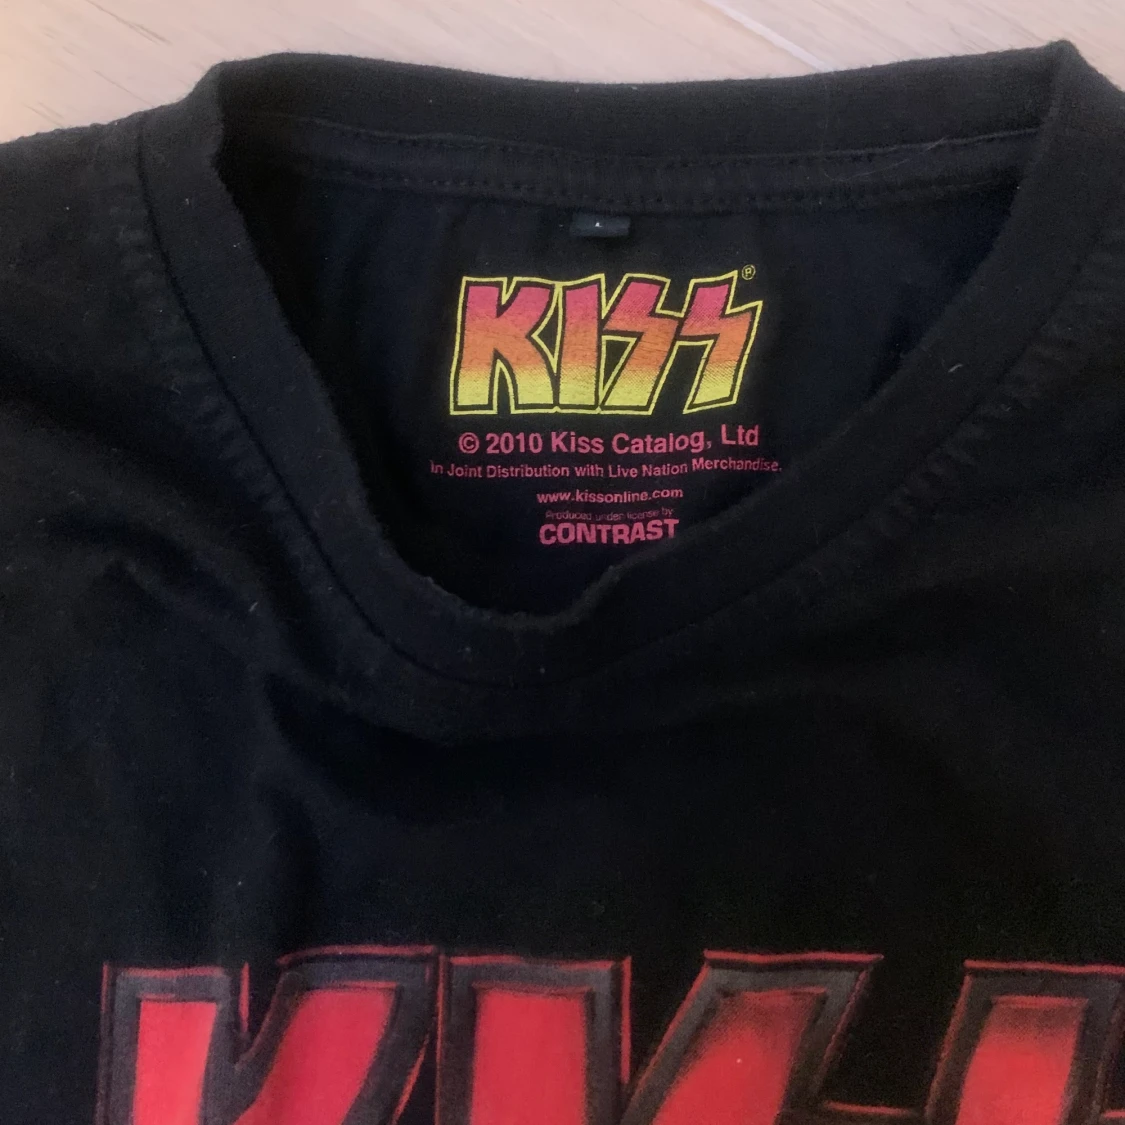 KISS®
© 2010 Kiss Catalog, Ltd
In Joint Distribution with Live Nation Merchandise.
www.kissonline.com
Produced under license by
CONTRAST
KISS